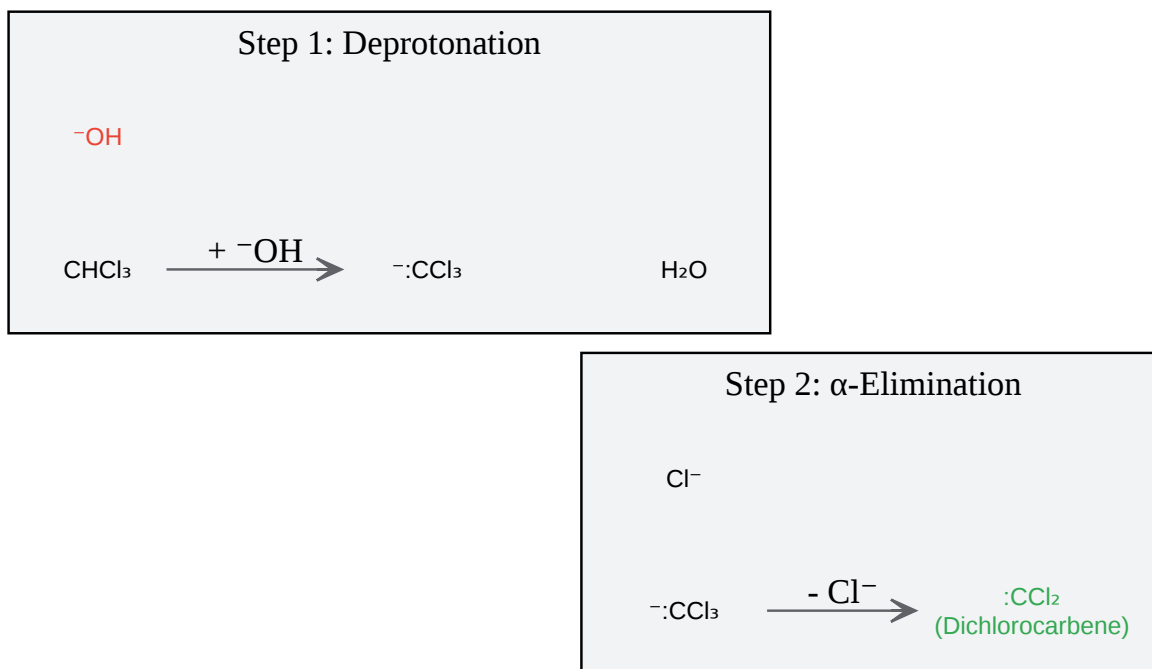 Step 1: Deprotonation
⁻OH
+ ⁻OH
CHCl₃
⁻:CCl₃
H₂O
Step 2: α-Elimination
Cl⁻
- Cl⁻
⁻:CCl₃
:CCl₂
(Dichlorocarbene)